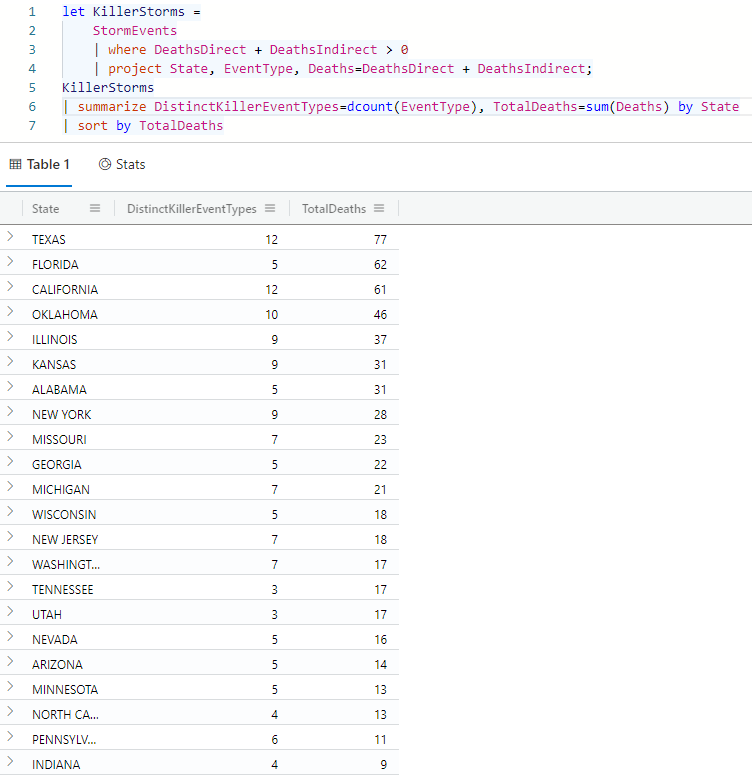 1 let KillerStorms =
2 StormEvents
3 | where DeathsDirect + DeathsIndirect > 0
4 | project State, EventType, Deaths=DeathsDirect + DeathsIndirect;
5 KillerStorms
6 | summarize DistinctKillerEventTypes=dcount(EventType), TotalDeaths=sum(Deaths) by State
7 | sort by TotalDeaths
Table 1 Stats
State DistinctKillerEventTypes TotalDeaths
TEXAS 12 77
FLORIDA 5 62
CALIFORNIA 12 61
OKLAHOMA 10 46
ILLINOIS 9 37
KANSAS 9 31
ALABAMA 5 31
NEW YORK 9 28
MISSOURI 7 23
GEORGIA 5 22
MICHIGAN 7 21
WISCONSIN 5 18
NEW JERSEY 7 18
WASHINGT... 7 17
TENNESSEE 3 17
UTAH 3 17
NEVADA 5 16
ARIZONA 5 14
MINNESOTA 5 13
NORTH CA... 4 13
PENNSYLV... 6 11
INDIANA 4 9